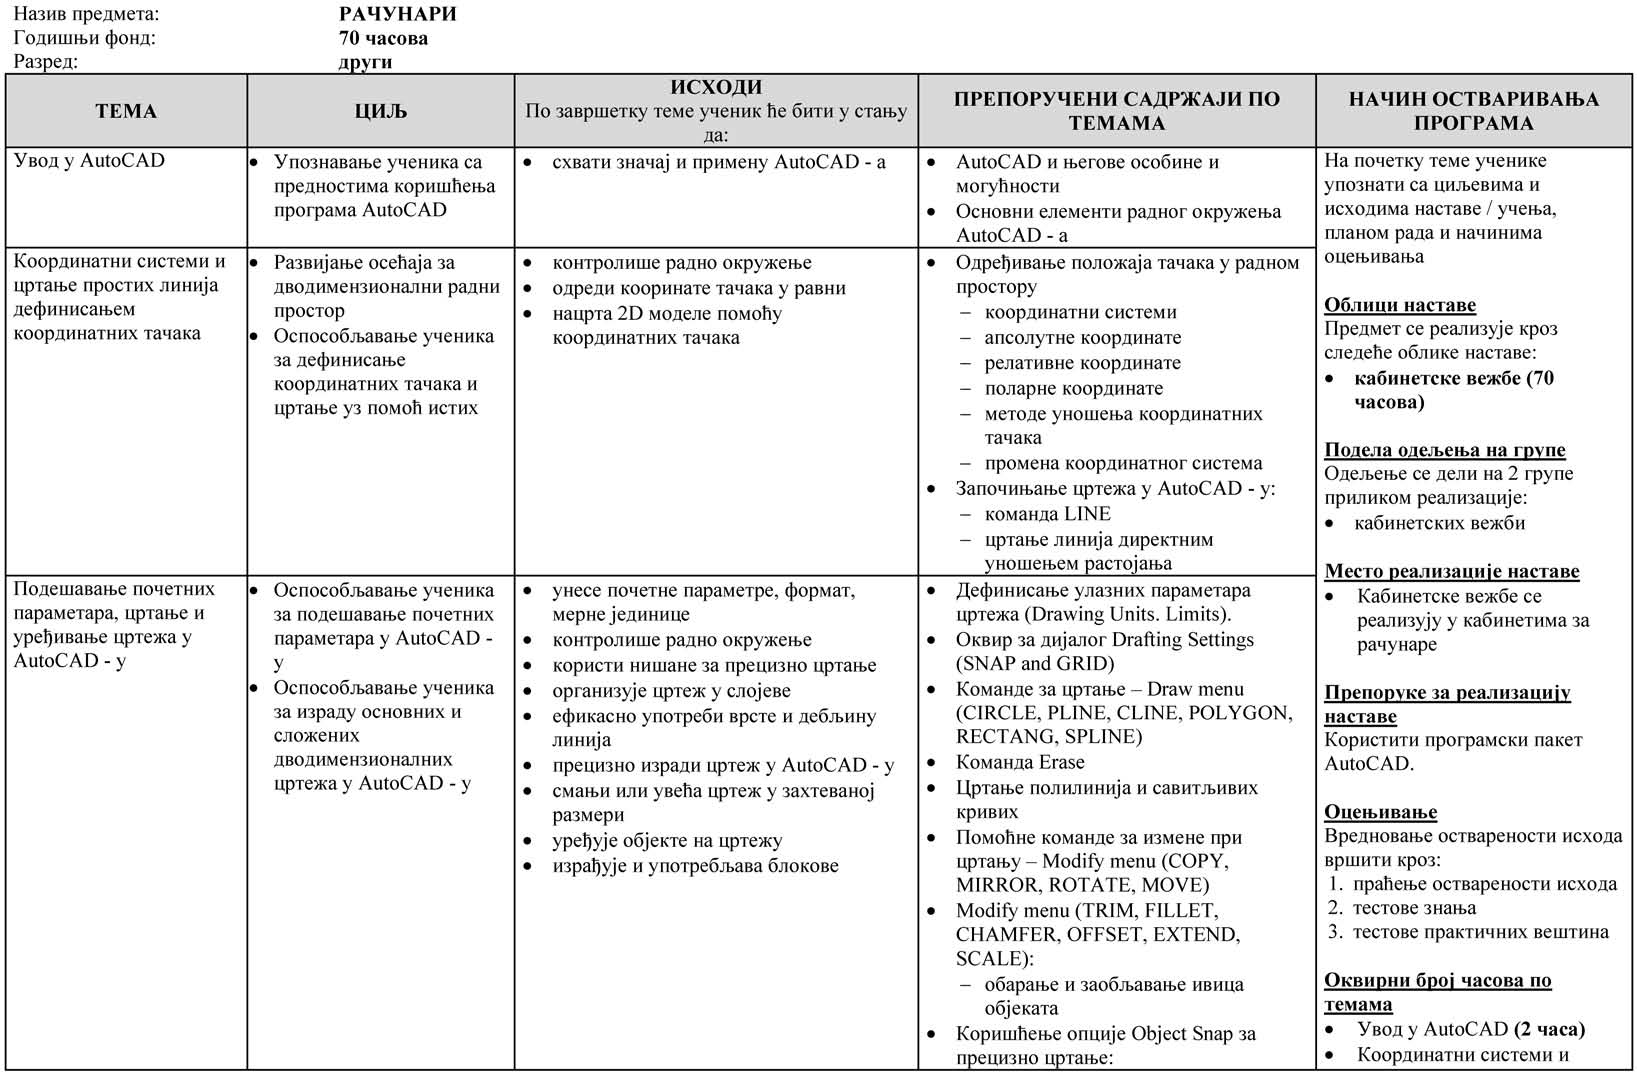 Назив предмета: РАЧУНАРИ
Годишњи фонд: 70 часова
Разред: други
ТЕМА
ЦИЉ
ИСХОДИ
По завршетку теме ученик ће бити у стању
да:
ПРЕПОРУЧЕНИ САДРЖАЈИ ПО
ТЕМАМА
НАЧИН ОСТВАРИВАЊА
ПРОГРАМА
Увод у AutoCAD
• Упознавање ученика са
предностима коришћења
програма AutoCAD
• схвати значај и примену AutoCAD - а
• AutoCAD и његове особине и
могућности
• Основни елементи радног окружења
AutoCAD - а
Координатни системи и
цртање простих линија
дефинисањем
координатних тачака
• Развијање осећаја за
дводимензионални радни
простор
• Оспособљавање ученика
за дефинисање
координатних тачака и
цртање уз помоћ истих
• контролише радно окружење
• одреди кооринате тачака у равни
• нацрта 2D моделе помоћу
координатних тачака
• Одређивање положаја тачака у радном
простору
– координатни системи
– апсолутне координате
– релативне координате
– поларне координате
– методе уношења координатних
тачака
– промена координатног система
• Започињање цртежа у AutoCAD - у:
– команда LINE
– цртање линија директним
уношењем растојања
Подешавање почетних
параметара, цртање и
уређивање цртежа у
AutoCAD - у
• Оспособљавање ученика
за подешавање почетних
параметара у AutoCAD -
у
• Оспособљавање ученика
за израду основних и
сложених
дводимензионалних
цртежа у AutoCAD - у
• унесе почетне параметре, формат,
мерне јединице
• контролише радно окружење
• користи нишане за прецизно цртање
• организује цртеж у слојеве
• ефикасно употреби врсте и дебљину
линија
• прецизно изради цртеж у AutoCAD - у
• смањи или увећа цртеж у захтеваној
размери
• уређује објекте на цртежу
• израђује и употребљава блокове
• Дефинисање улазних параметара
цртежа (Drawing Units. Limits).
• Оквир за дијалог Drafting Settings
(SNAP and GRID)
• Команде за цртање – Draw menu
(CIRCLE, PLINE, CLINE, POLYGON,
RECTANG, SPLINE)
• Команда Erase
• Цртање полилинија и савитљивих
кривих
• Помоћне команде за измене при
цртању – Modify menu (COPY,
MIRROR, ROTATE, MOVE)
• Modify menu (TRIM, FILLET,
CHAMFER, OFFSET, EXTEND,
SCALE):
– обарање и заобљавање ивица
објеката
• Коришћење опције Object Snap за
прецизно цртање:
На почетку теме ученике
упознати са циљевима и
исходима наставе / учења,
планом рада и начинима
оцењивања
Облици наставе
Предмет се реализује кроз
следеће облике наставе:
• кабинетске вежбе (70
часова)
Подела одељења на групе
Одељење се дели на 2 групе
приликом реализације:
• кабинетских вежби
Место реализације наставе
• Кабинетске вежбе се
реализују у кабинетима за
рачунаре
Препоруке за реализацију
наставе
Користити програмски пакет
AutoCAD.
Оцењивање
Вредновање остварености исхода
вршити кроз:
1. праћење остварености исхода
2. тестове знања
3. тестове практичних вештина
Оквирни број часова по
темама
• Увод у AutoCAD (2 часа)
• Координатни системи и